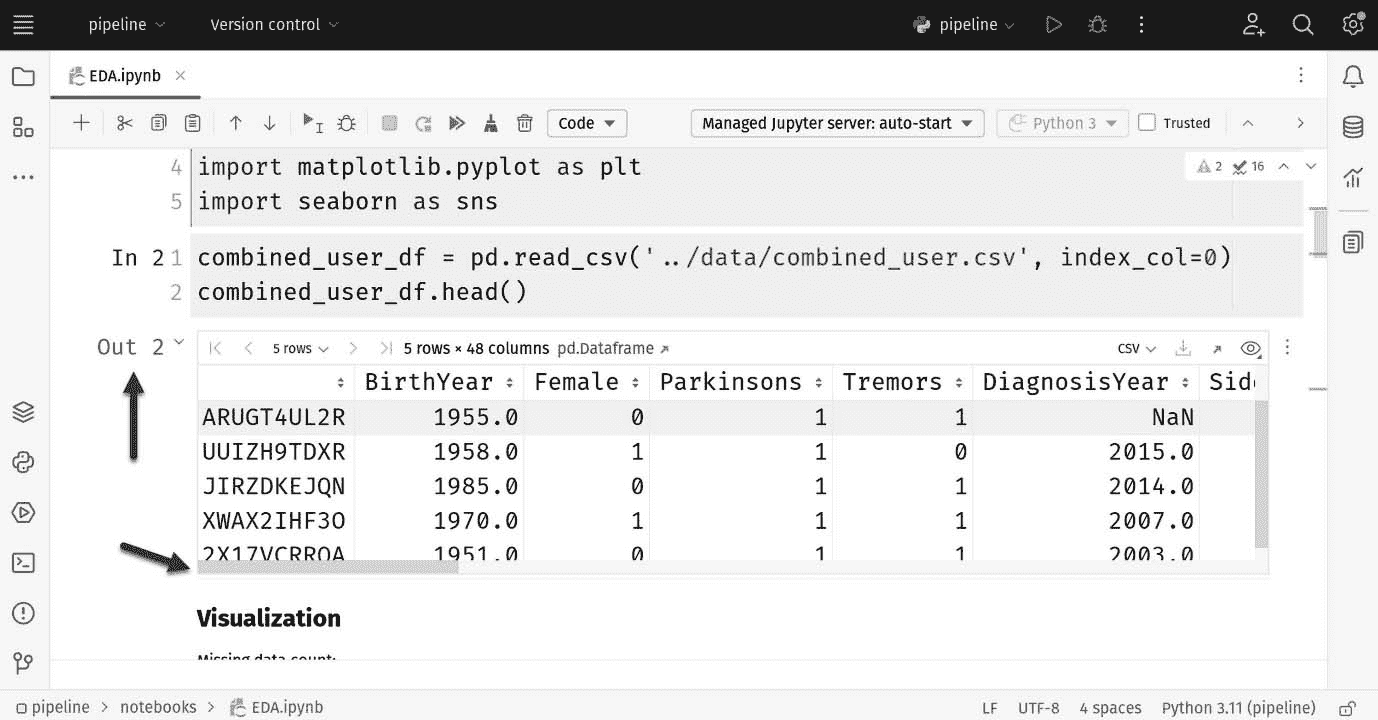 pipeline Version control pipeline
EDA.ipynb
Code Managed Jupyter server: auto-start Python 3 Trusted
4 import matplotlib.pyplot as plt 2 16
5 import seaborn as sns
In 2 1 combined_user_df = pd.read_csv('../data/combined_user.csv', index_col=0)
2 combined_user_df.head()
Out 2 5 rows 5 rows × 48 columns pd.Dataframe CSV
BirthYear Female Parkinsons Tremors DiagnosisYear Side
ARUGT4UL2R 1955.0 0 1 1 NaN
UUIZH9TDXR 1958.0 1 1 0 2015.0
JIRZDKEJQN 1985.0 0 1 1 2014.0
XWAX2IHF3O 1970.0 1 1 1 2007.0
2X17VCRROA 1951.0 0 1 1 2003.0
Visualization
Missing data count:
pipeline > notebooks > EDA.ipynb LF UTF-8 4 spaces Python 3.11 (pipeline)